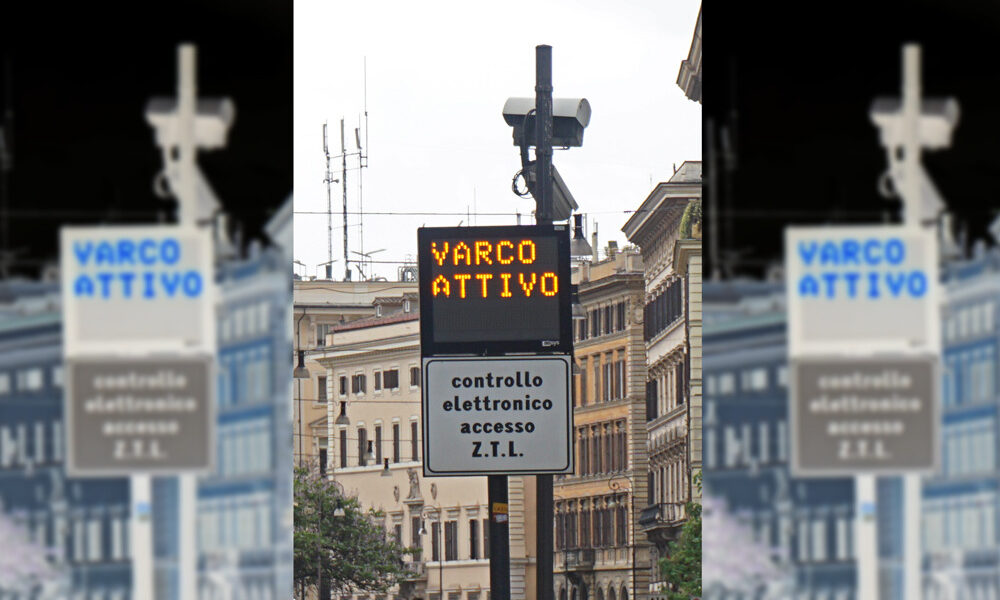 VARCO
ATTIVO
controllo
elettronico
accesso
Z.T.L.